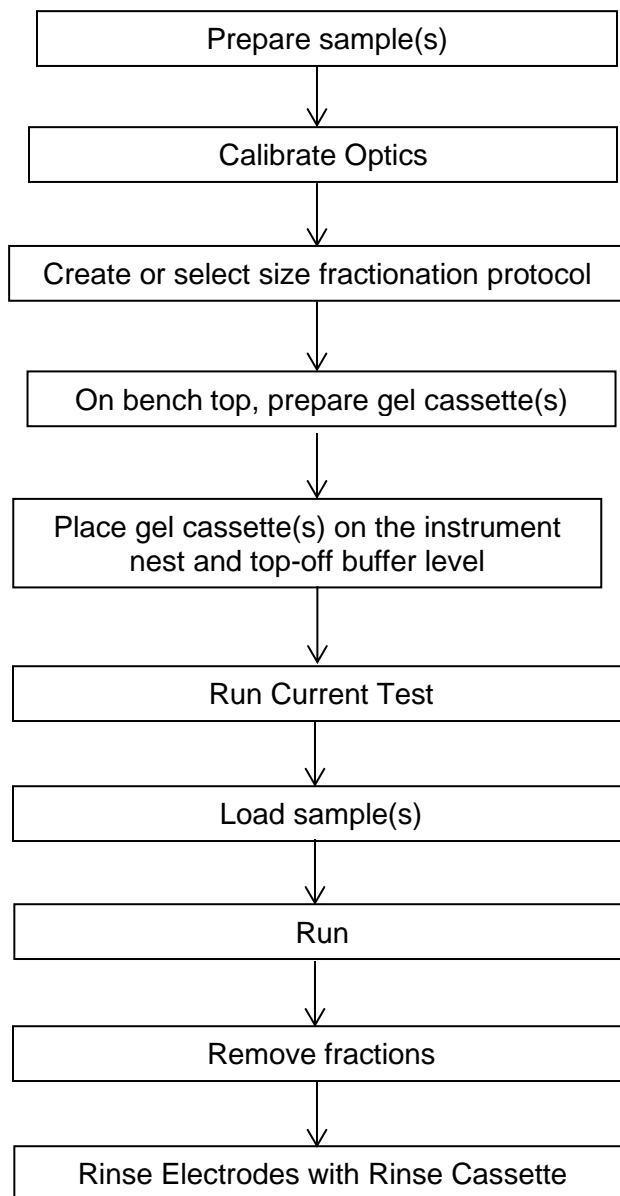 Prepare sample(s)
Calibrate Optics
Create or select size fractionation protocol
On bench top, prepare gel cassette(s)
Place gel cassette(s) on the instrument
nest and top-off buffer level
Run Current Test
Load sample(s)
Run
Remove fractions
Rinse Electrodes with Rinse Cassette